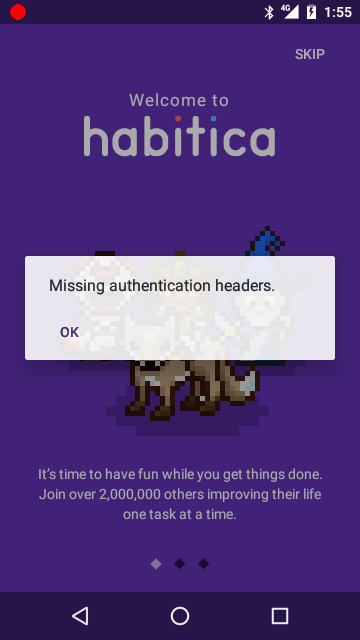 4G
1:55
SKIP
Welcome to
habitica
Missing authentication headers.
OK
It's time to have fun while you get things done.
Join over 2,000,000 others improving their life
one task at a time.